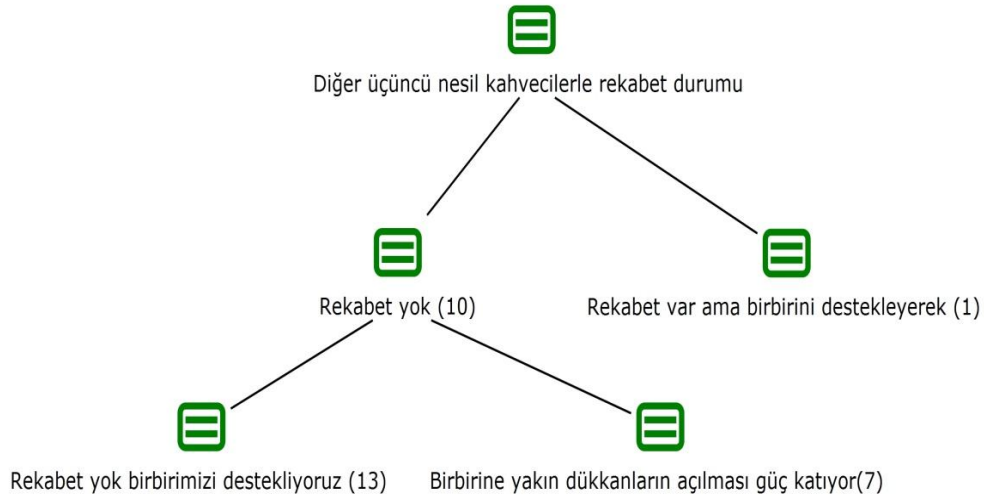 Diğer üçüncü nesil kahvecilerle rekabet durumu
Rekabet yok (10)
Rekabet var ama birbirini destekleyerek (1)
Rekabet yok birbirimizi destekliyoruz (13)
Birbirine yakın dükkanların açılması güç katıyor(7)